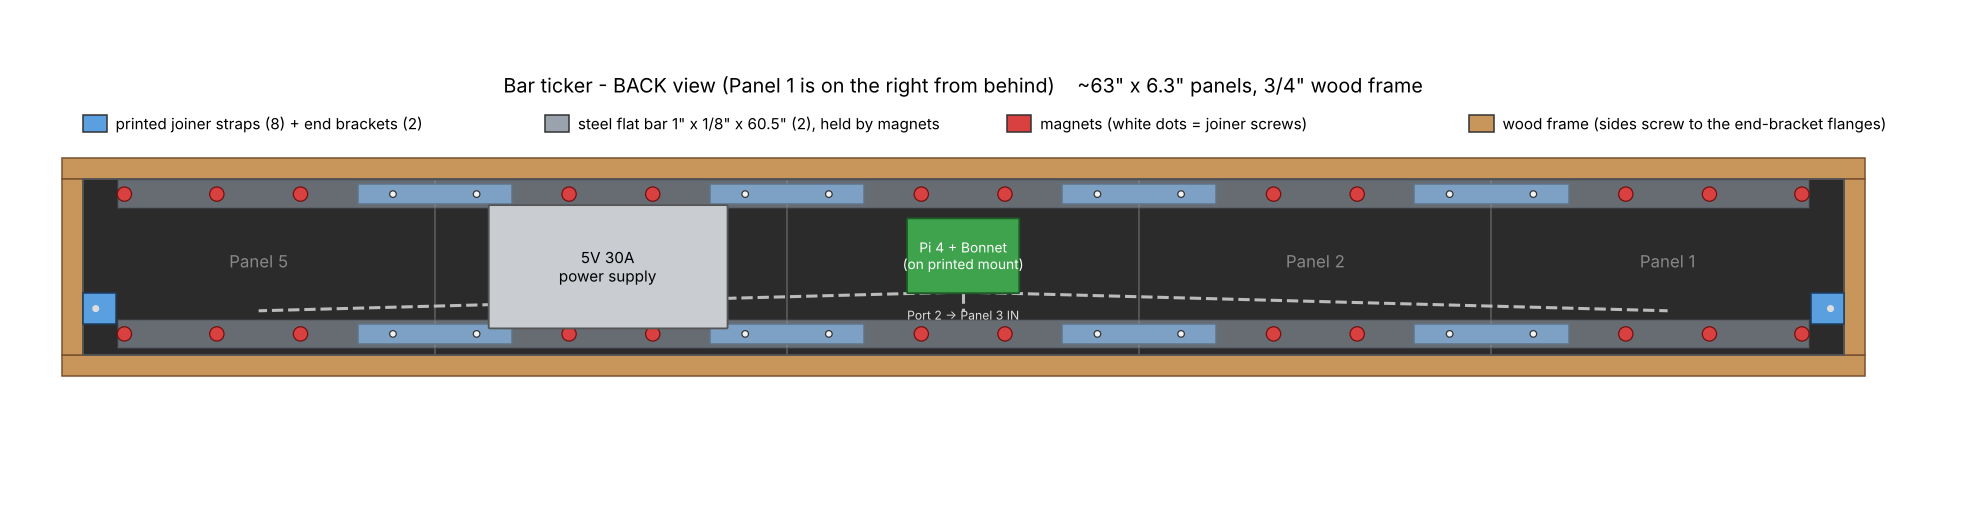 Bar ticker - BACK view (Panel 1 is on the right from behind)    ~63" x 6.3" panels, 3/4" wood frame
printed joiner straps (8) + end brackets (2)
steel flat bar 1" x 1/8" x 60.5" (2), held by magnets
magnets (white dots = joiner screws)
wood frame (sides screw to the end-bracket flanges)
Panel 5
5V 30A
power supply
Pi 4 + Bonnet
(on printed mount)
Port 2 → Panel 3 IN
Panel 2
Panel 1